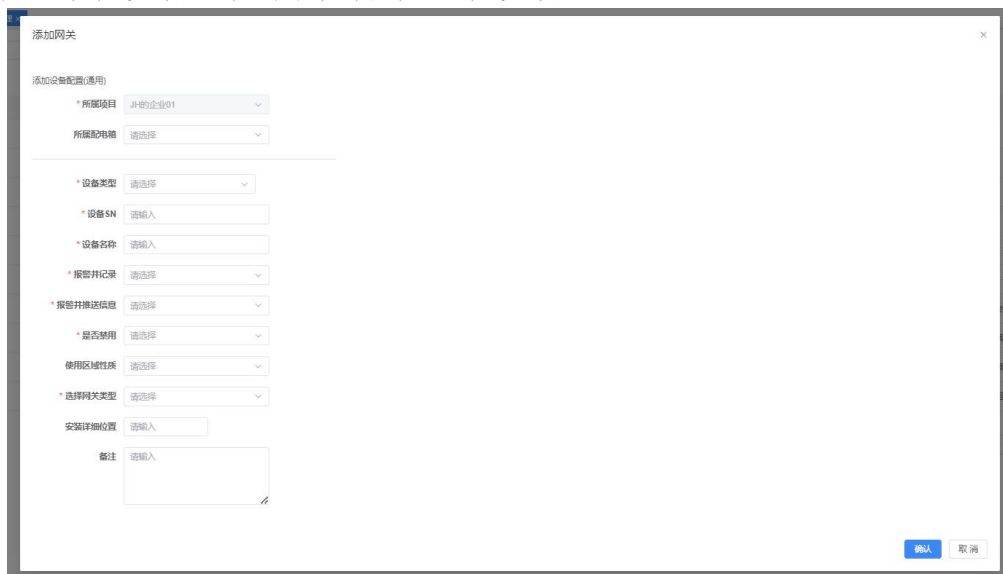 添加网关
×
添加设备配置(通用)
* 所属项目 JH的企业01
所属配电箱 请选择
* 设备类型 请选择
* 设备SN 请输入
* 设备名称 请输入
* 报警并记录 请选择
* 报警并推送信息 请选择
* 是否禁用 请选择
使用区域性质 请选择
* 选择网关类型 请选择
安装详细位置 请输入
备注 请输入
确认 取消